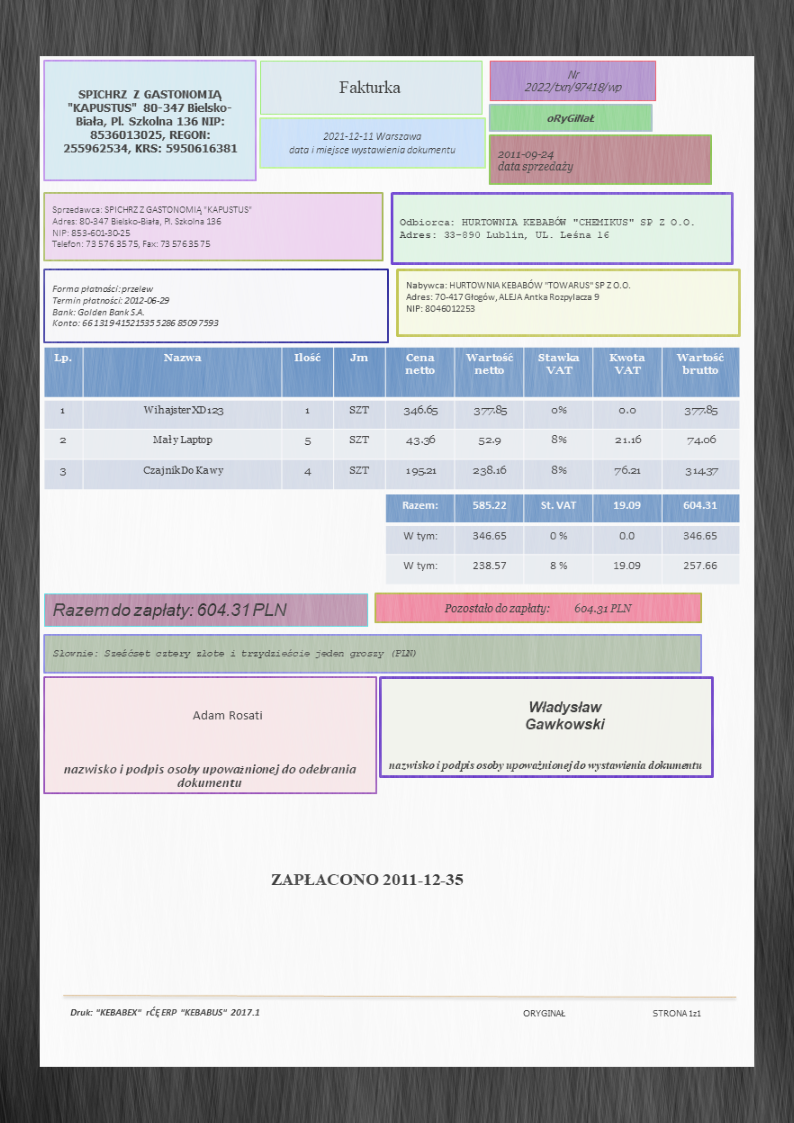 SPICHRZ Z GASTONOMIĄ
"KAPUSTUS" 80-347 Bielsko-
Biała, Pl. Szkolna 136 NIP:
8536013025, REGON:
255962534, KRS: 5950616381
Fakturka
2021-12-11 Warszawa
data i miejsce wystawienia dokumentu
Nr
2022/txn/97418/wp
oRyGiNaŁ
2011-09-24
data sprzedaży
Sprzedawca: SPICHRZ Z GASTONOMIĄ "KAPUSTUS"
Adres: 80-347 Bielsko-Biała, Pl. Szkolna 136
NIP: 853-601-30-25
Telefon: 73 576 35 75, Fax: 73 576 35 75
Odbiorca: HURTOWNIA KEBABÓW "CHEMIKUS" SP Z O.O.
Adres: 33-890 Lublin, UL. Leśna 16
Forma płatności: przelew
Termin płatności: 2012-06-29
Bank: Golden Bank S.A.
Konto: 66 1319 4152 1535 5286 8509 7593
Nabywca: HURTOWNIA KEBABÓW "TOWARUS" SP Z O.O.
Adres: 70-417 Głogów, ALEJA Antka Rozpylacza 9
NIP: 8046012253
Lp. Nazwa Ilość Jm Cena netto Wartość netto Stawka VAT Kwota VAT Wartość brutto
1 Wihajster XD123 1 SZT 346.65 377.85 0% 0.0 377.85
2 Mały Laptop 5 SZT 43.36 52.9 8% 21.16 74.06
3 Czajnik Do Kawy 4 SZT 195.21 238.16 8% 76.21 314.37
Razem: 585.22 St. VAT 19.09 604.31
W tym: 346.65 0 % 0.0 346.65
W tym: 238.57 8 % 19.09 257.66
Razem do zapłaty: 604.31 PLN
Pozostało do zapłaty: 604.31 PLN
Słownie: Sześćset cztery złote i trzydzieście jeden groszy (PLN)
Adam Rosati
nazwisko i podpis osoby upoważnionej do odebrania
dokumentu
Władysław
Gawkowski
nazwisko i podpis osoby upoważnionej do wystawienia dokumentu
ZAPŁACONO 2011-12-35
Druk: "KEBABEX" rĆĘ ERP "KEBABUS" 2017.1
ORYGINAŁ
STRONA 1z1